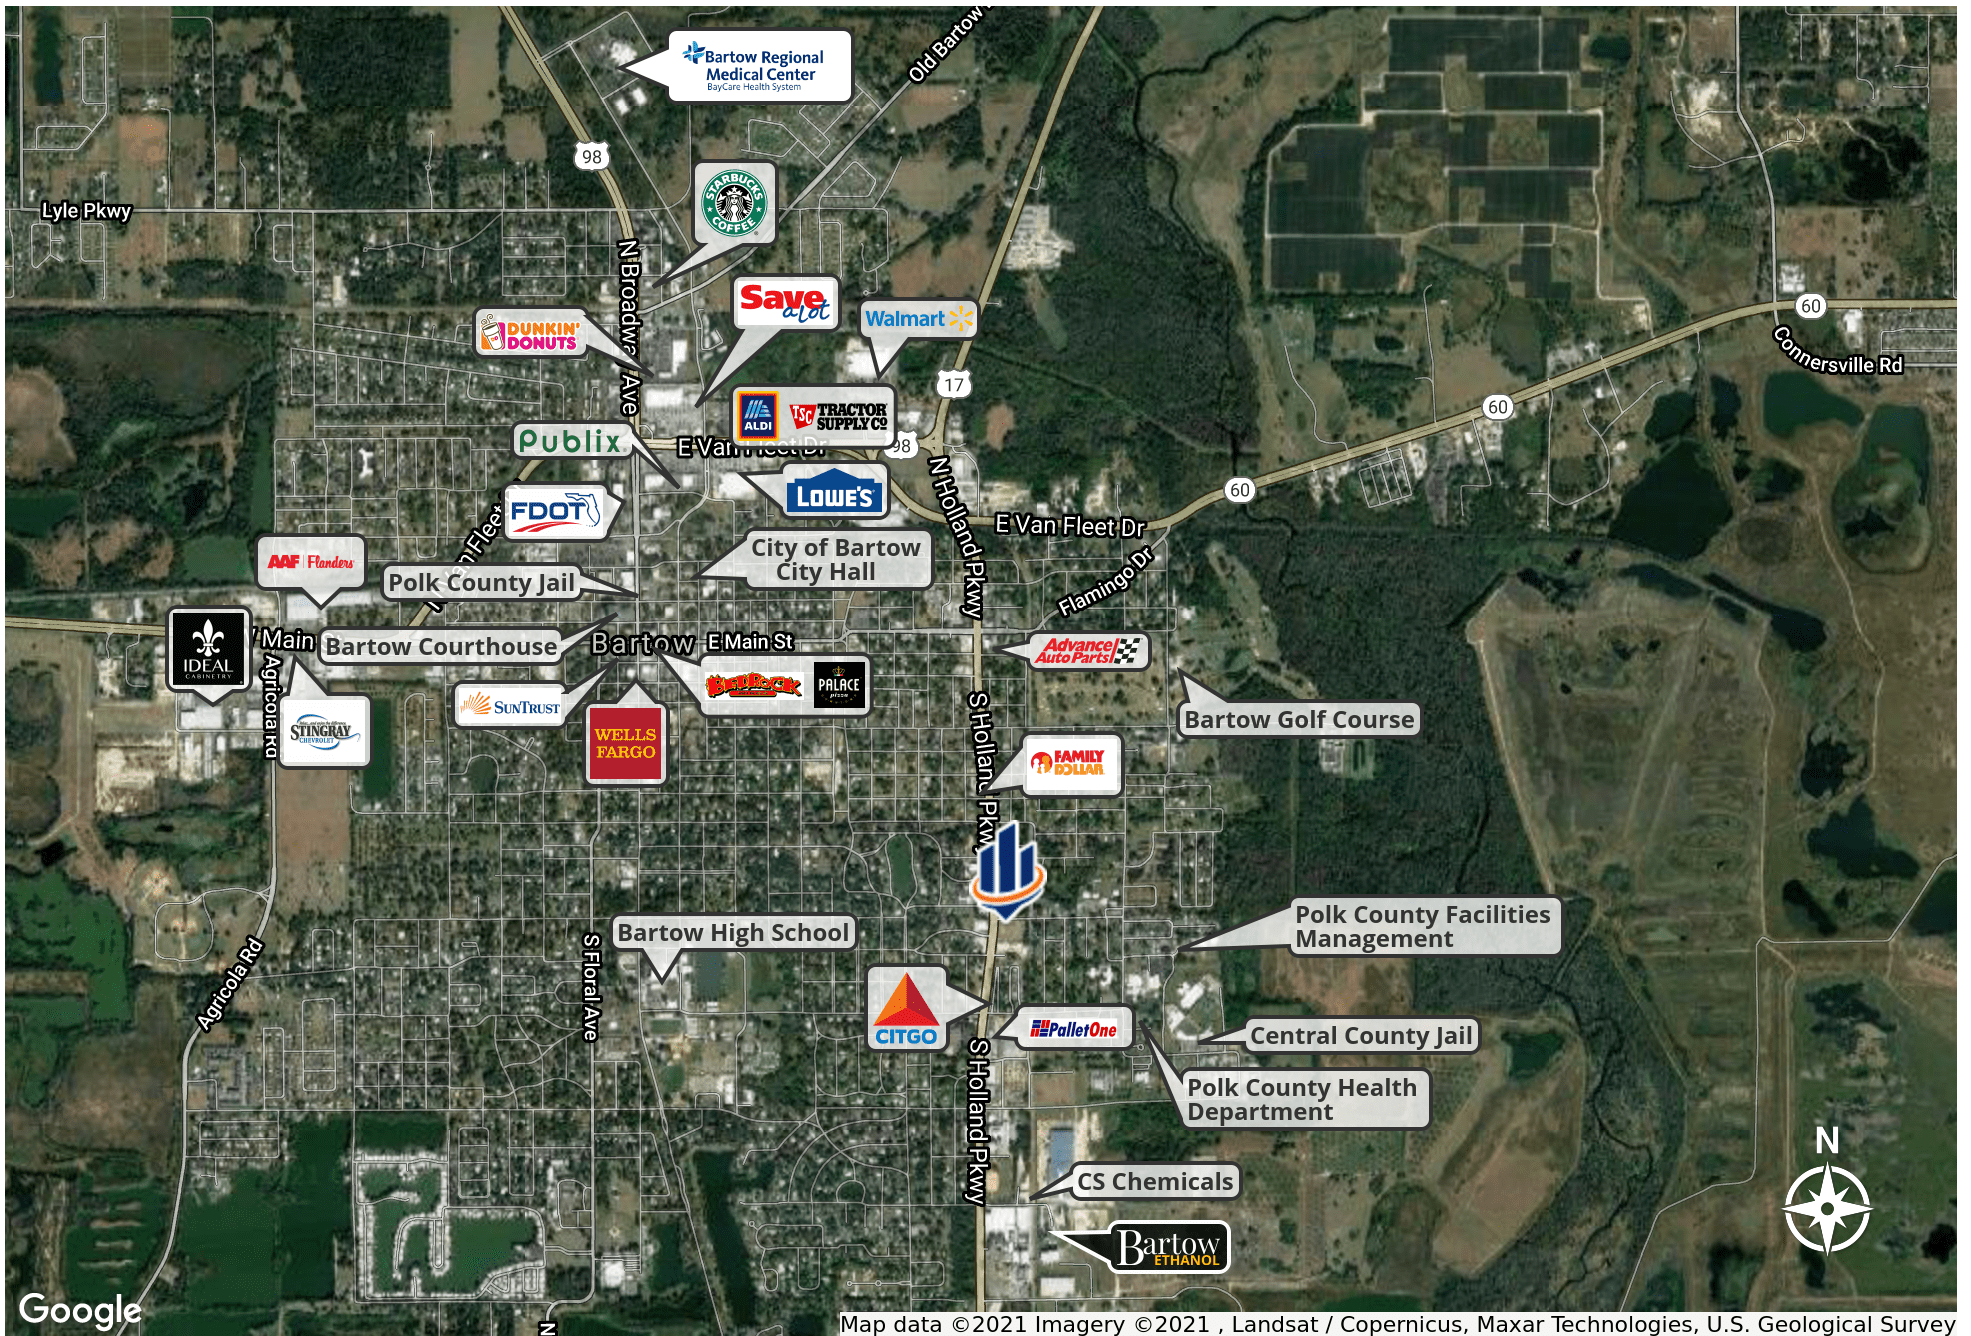 Bartow Regional
Medical Center
BayCare Health System
Old Bartow
98
Lyle Pkwy
STARBUCKS
COFFEE
N Broadway Ave
Save
a lot
Walmart
DUNKIN'
DONUTS
60
Connersville Rd
17
60
ALDI
TSC TRACTOR
SUPPLY CO
Publix
E Van Fleet Dr
98
LOWE'S
60
FDOT
N Holland Pkwy
E Van Fleet Dr
W Van Fleet
City of Bartow
City Hall
AAF Flanders
Polk County Jail
Flamingo Dr
IDEAL
CABINETRY
W Main
Bartow Courthouse
Bartow
E Main St
Advance
Auto Parts
Agricola Rd
BEDROCK
PALACE
pizza
SUNTRUST
STINGRAY
CHEVROLET
WELLS
FARGO
Bartow Golf Course
S Holland Pkwy
FAMILY
DOLLAR
Polk County Facilities
Management
Bartow High School
S Floral Ave
Agricola Rd
CITGO
PalletOne
Central County Jail
S Holland Pkwy
Polk County Health
Department
N
CS Chemicals
Bartow
ETHANOL
Google
N
Map data ©2021 Imagery ©2021 , Landsat / Copernicus, Maxar Technologies, U.S. Geological Survey